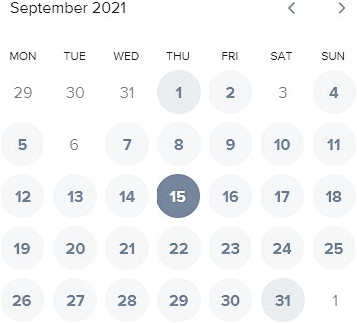 September 2021
MON TUE WED THU FRI SAT SUN
29 30 31 1 2 3 4
5 6 7 8 9 10 11
12 13 14 15 16 17 18
19 20 21 22 23 24 25
26 27 28 29 30 31 1